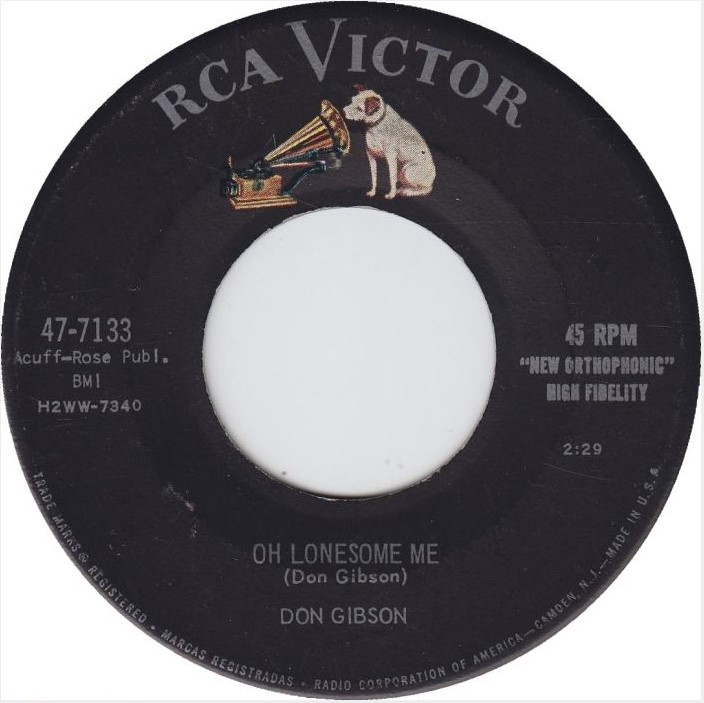 RCA VICTOR
47-7133
Acuff-Rose Publ.
BMI
H2WW-7340
45 RPM
"NEW ORTHOPHONIC"
HIGH FIDELITY
2:29
OH LONESOME ME
(Don Gibson)
DON GIBSON
TRADE MARKS ® REGISTERED • MARCAS REGISTRADAS • RADIO CORPORATION OF AMERICA—CAMDEN, N.J.—MADE IN U.S.A.